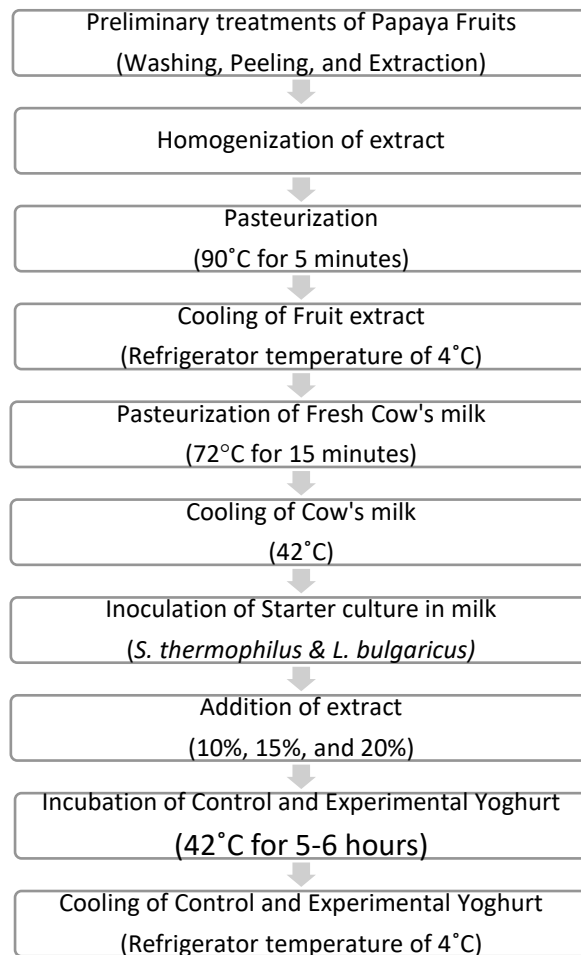 Preliminary treatments of Papaya Fruits
(Washing, Peeling, and Extraction)
Homogenization of extract
Pasteurization
(90˚C for 5 minutes)
Cooling of Fruit extract
(Refrigerator temperature of 4˚C)
Pasteurization of Fresh Cow's milk
(72°C for 15 minutes)
Cooling of Cow's milk
(42˚C)
Inoculation of Starter culture in milk
(S. thermophilus & L. bulgaricus)
Addition of extract
(10%, 15%, and 20%)
Incubation of Control and Experimental Yoghurt
(42˚C for 5-6 hours)
Cooling of Control and Experimental Yoghurt
(Refrigerator temperature of 4˚C)